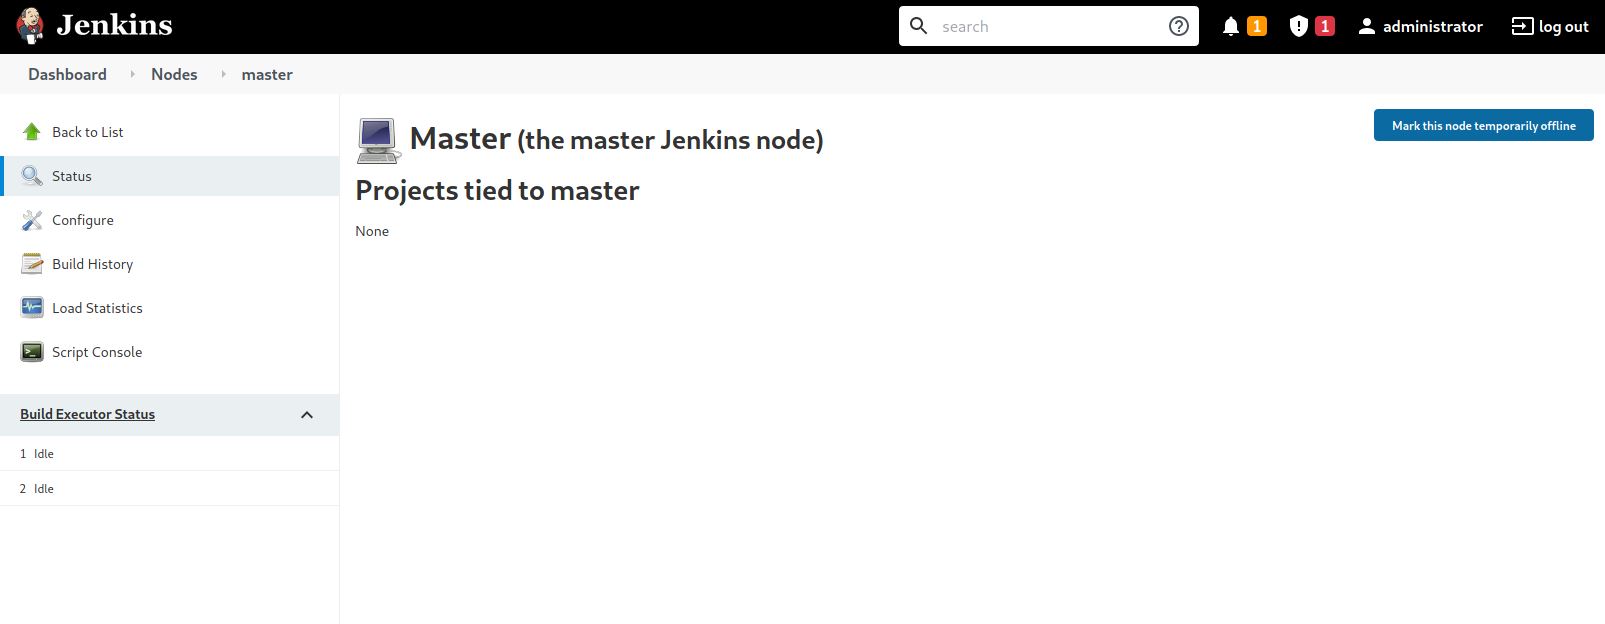 Jenkins
search
1
1
administrator
log out
Dashboard
Nodes
master
Back to List
Status
Configure
Build History
Load Statistics
Script Console
Build Executor Status
1 Idle
2 Idle
Master (the master Jenkins node)
Mark this node temporarily offline
Projects tied to master
None